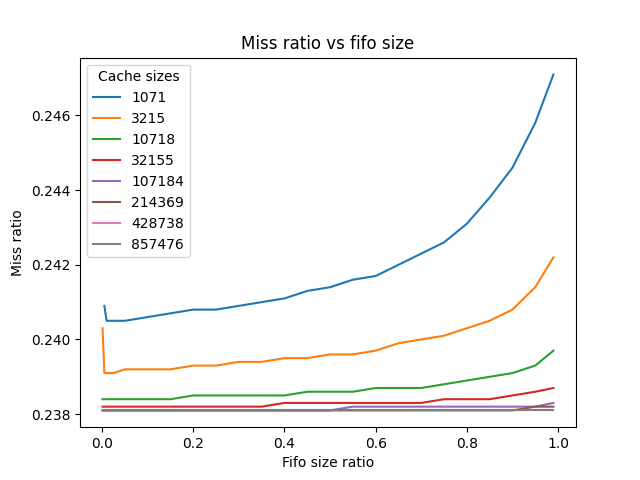 Miss ratio vs fifo size
Cache sizes
1071
3215
10718
32155
107184
214369
428738
857476
0.246
0.244
0.242
0.240
0.238
Miss ratio
0.0 0.2 0.4 0.6 0.8 1.0
Fifo size ratio